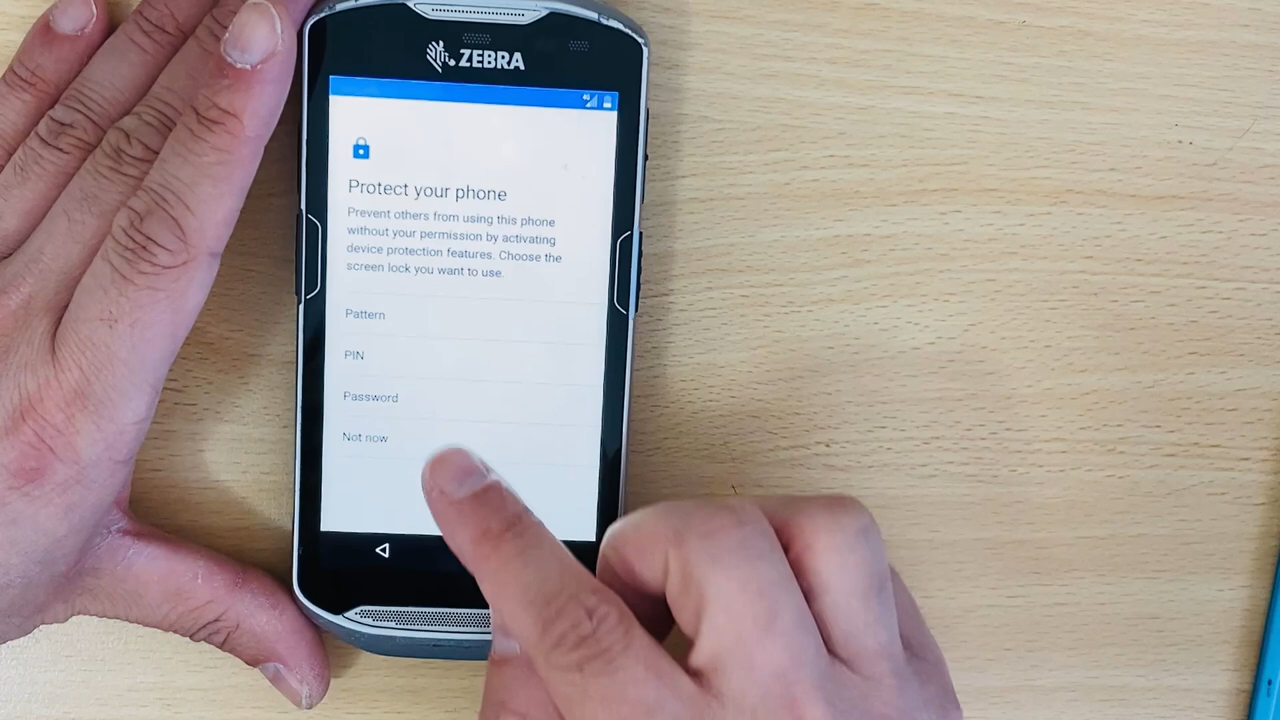 ZEBRA
4G
Protect your phone
Prevent others from using this phone
without your permission by activating
device protection features. Choose the
screen lock you want to use.
Pattern
PIN
Password
Not now